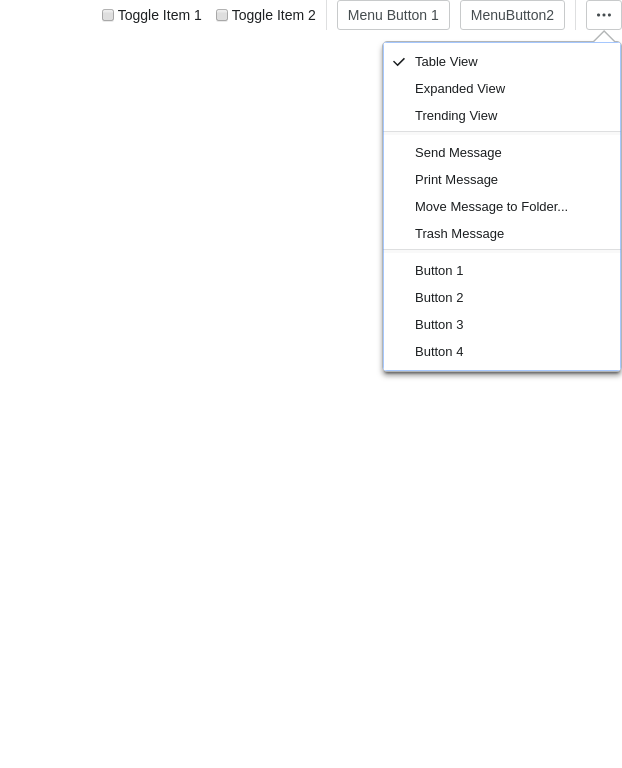 Toggle Item 1 Toggle Item 2 Menu Button 1 MenuButton2
Table View
Expanded View
Trending View
Send Message
Print Message
Move Message to Folder...
Trash Message
Button 1
Button 2
Button 3
Button 4